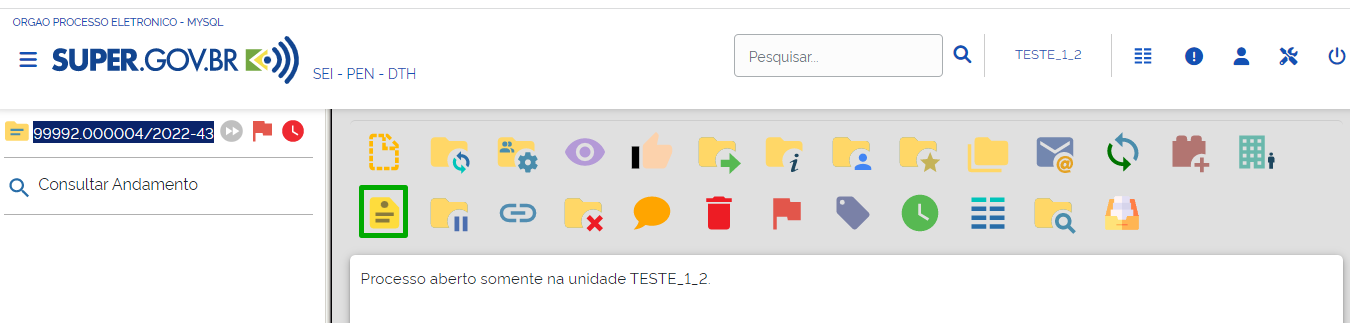 ORGAO PROCESSO ELETRONICO - MYSQL
SUPER.GOV.BR
SEI - PEN - DTH
Pesquisar...
TESTE_1_2
99992.000004/2022-43
Consultar Andamento
Processo aberto somente na unidade TESTE_1_2.